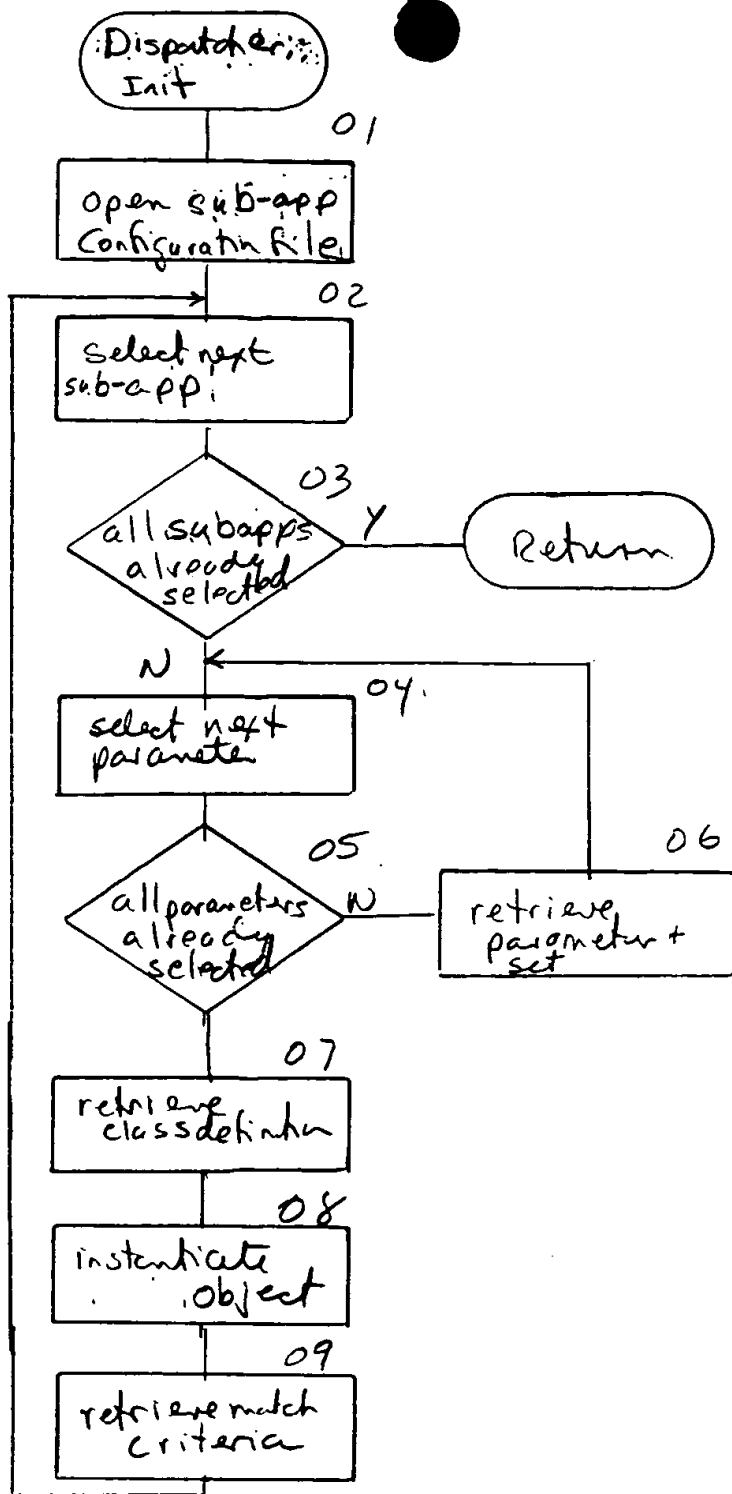 Dispatcher
Init
01
open sub-app
Configuratin file
02
select next
sub-app
03
all subapps
already
selected
Y
Return
N
04.
select next
parameter
05
all parameters
already
selected
N
06
retrieve
parameter +
set
07
retrieve
class definition
08
instantiate
object
09
retrieve match
criteria